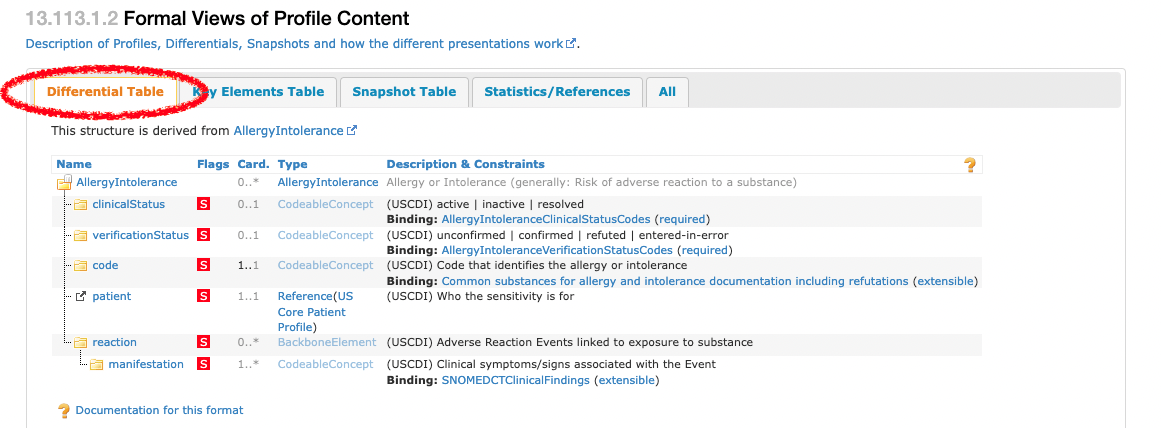 13.113.1.2 Formal Views of Profile Content
Description of Profiles, Differentials, Snapshots and how the different presentations work.
Differential Table Key Elements Table Snapshot Table Statistics/References All
This structure is derived from AllergyIntolerance
Name Flags Card. Type Description & Constraints ?
AllergyIntolerance 0..* AllergyIntolerance Allergy or Intolerance (generally: Risk of adverse reaction to a substance)
clinicalStatus S 0..1 CodeableConcept (USCDI) active | inactive | resolved
Binding: AllergyIntoleranceClinicalStatusCodes (required)
verificationStatus S 0..1 CodeableConcept (USCDI) unconfirmed | confirmed | refuted | entered-in-error
Binding: AllergyIntoleranceVerificationStatusCodes (required)
code S 1..1 CodeableConcept (USCDI) Code that identifies the allergy or intolerance
Binding: Common substances for allergy and intolerance documentation including refutations (extensible)
patient S 1..1 Reference(US (USCDI) Who the sensitivity is for
Core Patient
Profile)
reaction S 0..* BackboneElement (USCDI) Adverse Reaction Events linked to exposure to substance
manifestation S 1..* CodeableConcept (USCDI) Clinical symptoms/signs associated with the Event
Binding: SNOMEDCTClinicalFindings (extensible)
? Documentation for this format